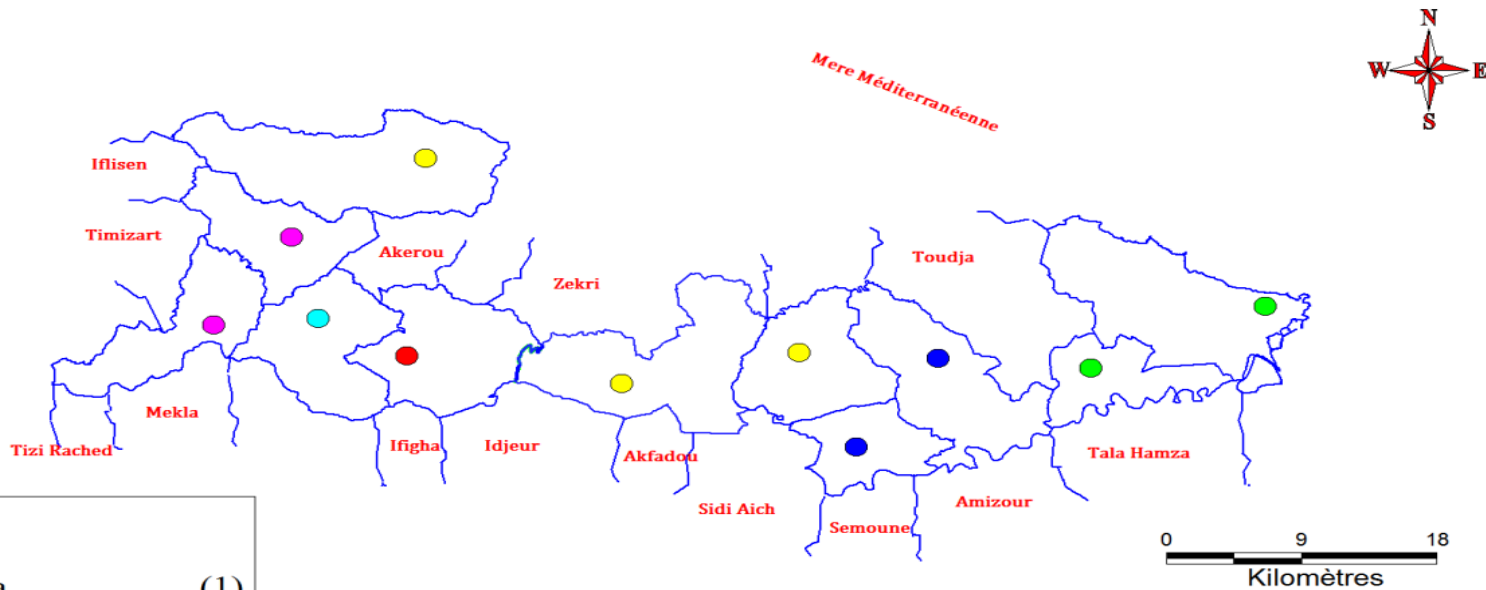 N
W E
S
Mere Méditerranéenne
Iflisen
Timizart
Akerou
Toudja
Zekri
Mekla
Tizi Rached
Ifigha
Idjeur
Akfadou
Tala Hamza
Sidi Aich
Amizour
Semoune
0 9 18
Kilomètres
(1)